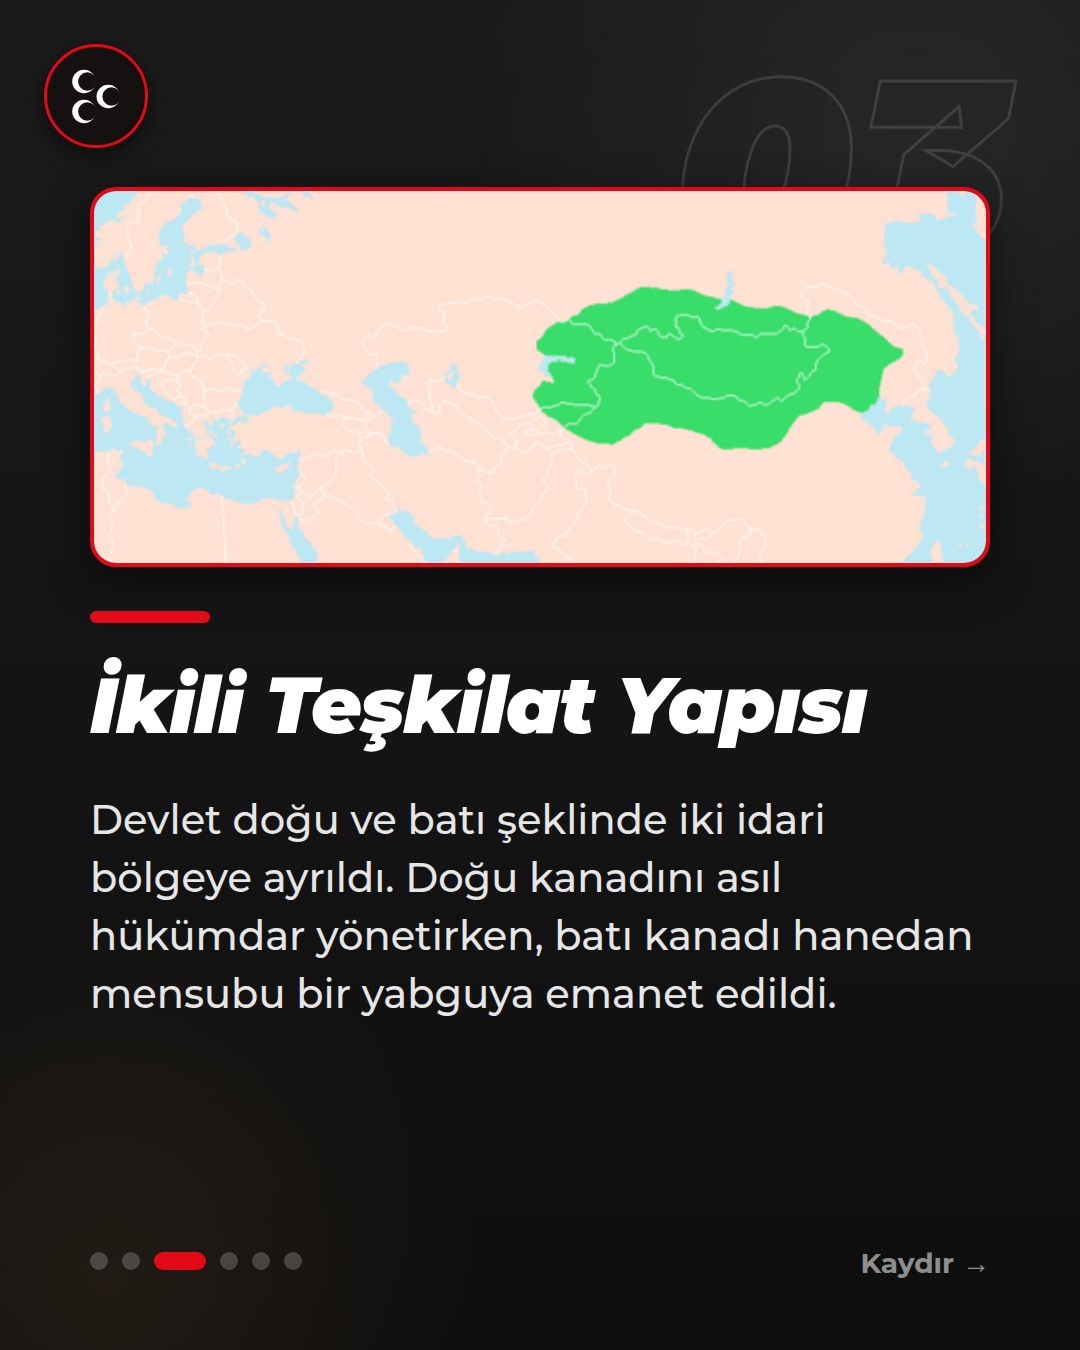 03
İkili Teşkilat Yapısı
Devlet doğu ve batı şeklinde iki idari
bölgeye ayrıldı. Doğu kanadını asıl
hükümdar yönetirken, batı kanadı hanedan
mensubu bir yabguya emanet edildi.
Kaydır →